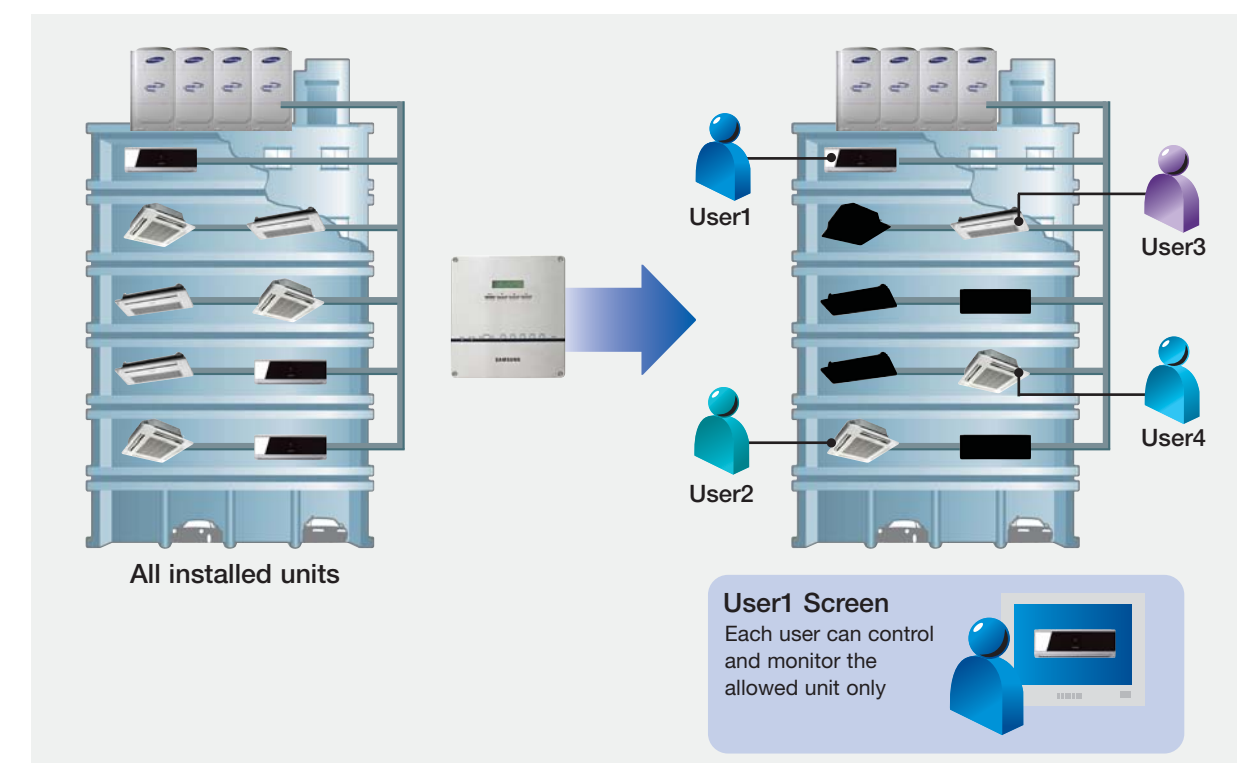 SAMSUNG
User1
User3
User2
User4
All installed units
User1 Screen
Each user can control
and monitor the
allowed unit only